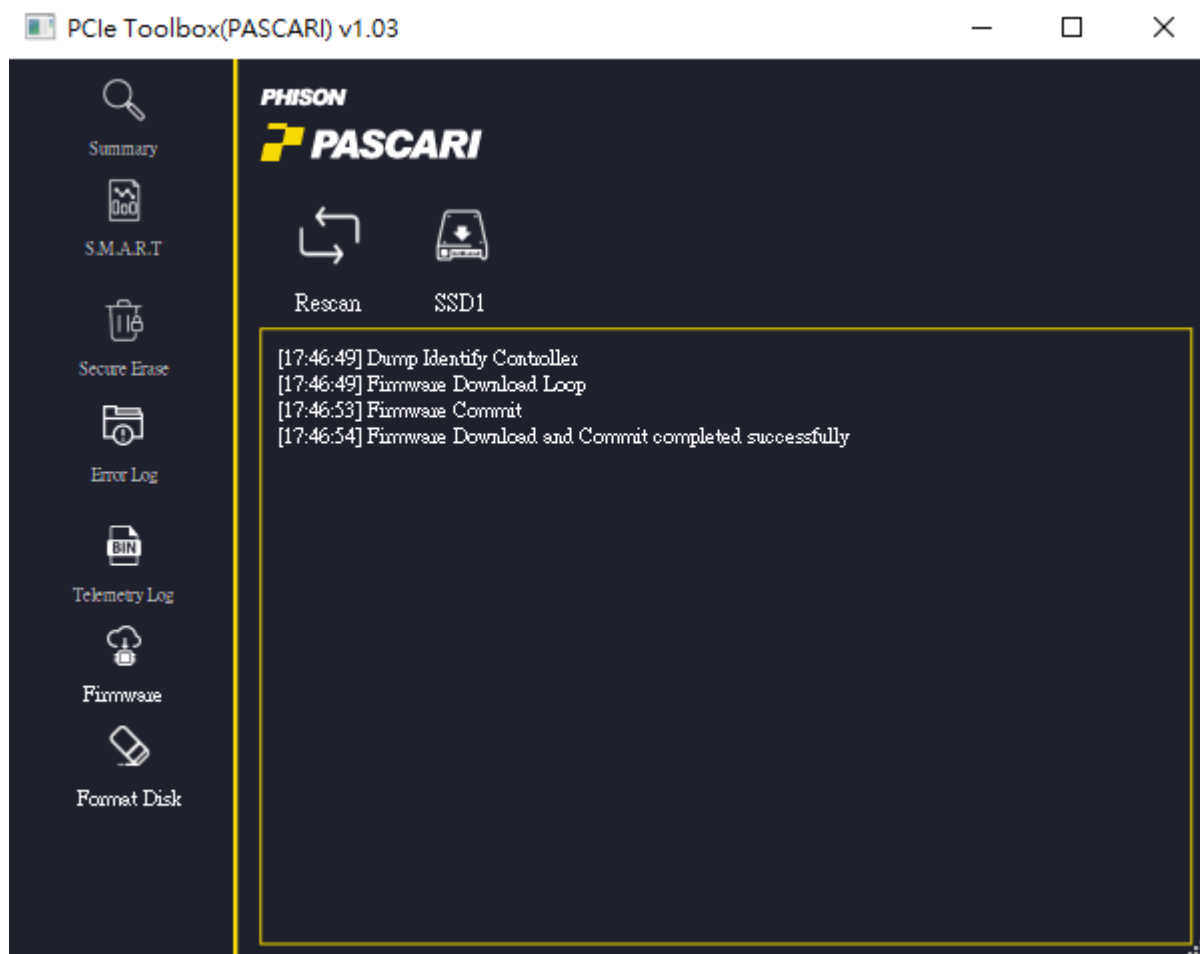 PCIe Toolbox(PASCARI) v1.03
Summary
S.M.A.R.T
Secure Erase
Error Log
BIN
Telemetry Log
Firmware
Format Disk
PHISON
PASCARI
Rescan
SSD1
[17:46:49] Dump Identify Controller
[17:46:49] Firmware Download Loop
[17:46:53] Firmware Commit
[17:46:54] Firmware Download and Commit completed successfully